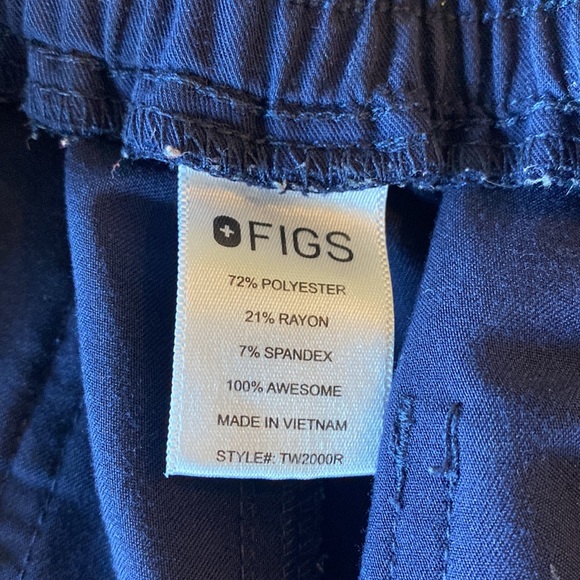 FIGS
72% POLYESTER
21% RAYON
7% SPANDEX
100% AWESOME
MADE IN VIETNAM
STYLE#: TW2000R